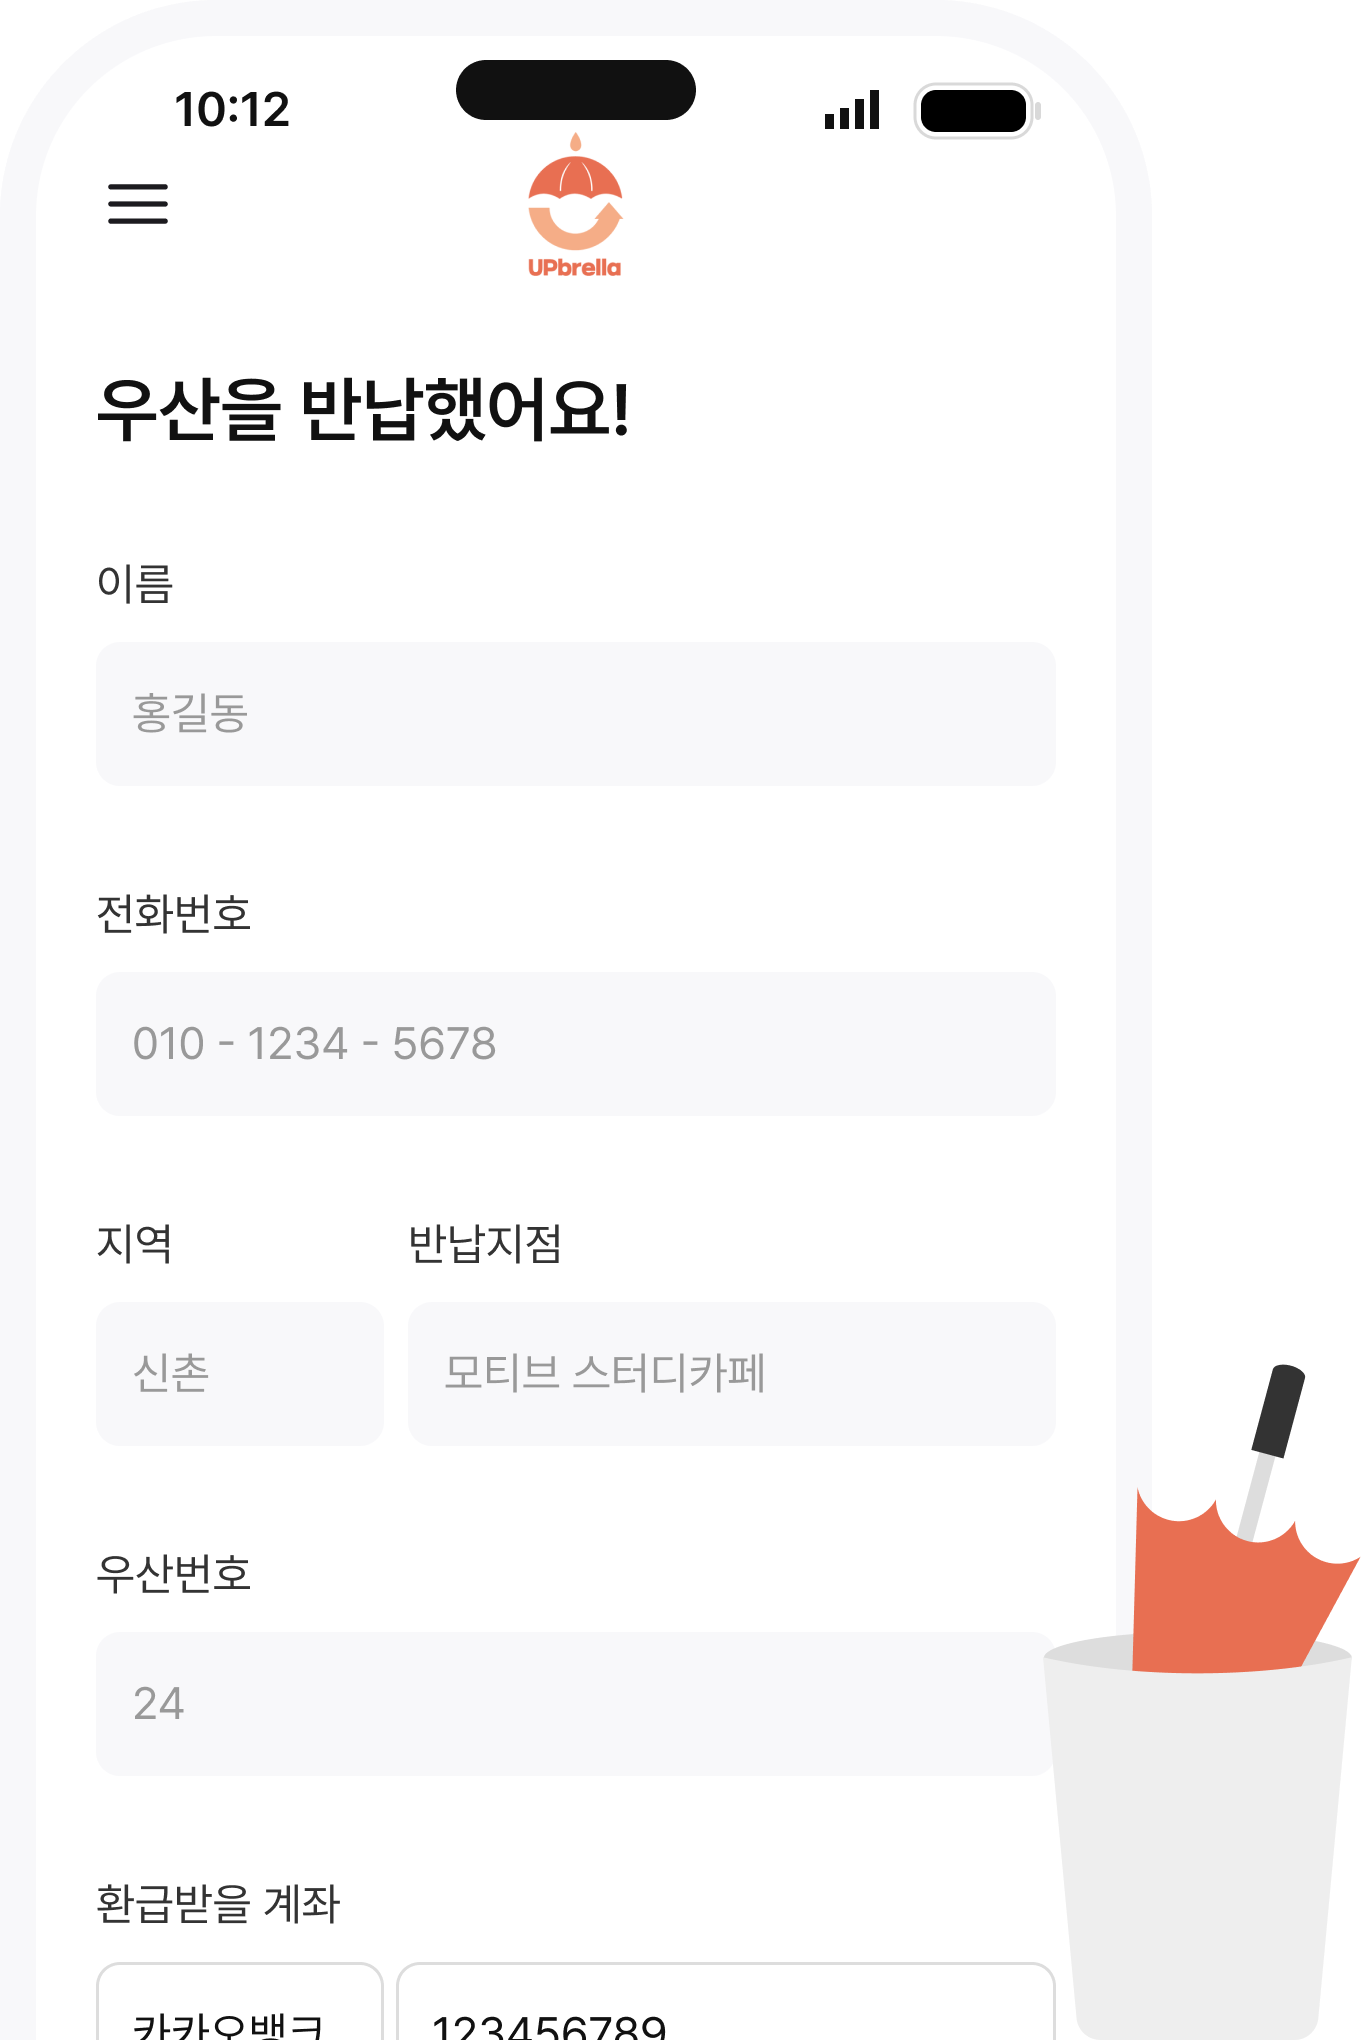 10:12
UPbrella
우산을 반납했어요!
이름
홍길동
전화번호
010 - 1234 - 5678
지역 반납지점
신촌 모티브 스터디카페
우산번호
24
환급받을 계좌
카카오뱅크 123456789